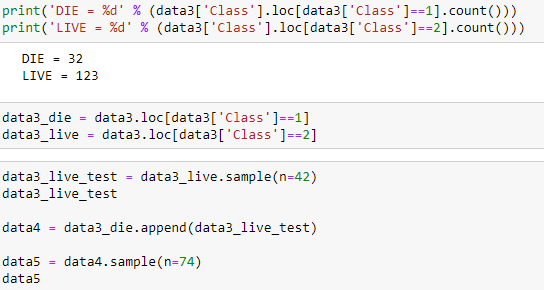 print('DIE = %d' % (data3['Class'].loc[data3['Class']==1].count()))
print('LIVE = %d' % (data3['Class'].loc[data3['Class']==2].count()))
DIE = 32
LIVE = 123
data3_die = data3.loc[data3['Class']==1]
data3_live = data3.loc[data3['Class']==2]
data3_live_test = data3_live.sample(n=42)
data3_live_test
data4 = data3_die.append(data3_live_test)
data5 = data4.sample(n=74)
data5